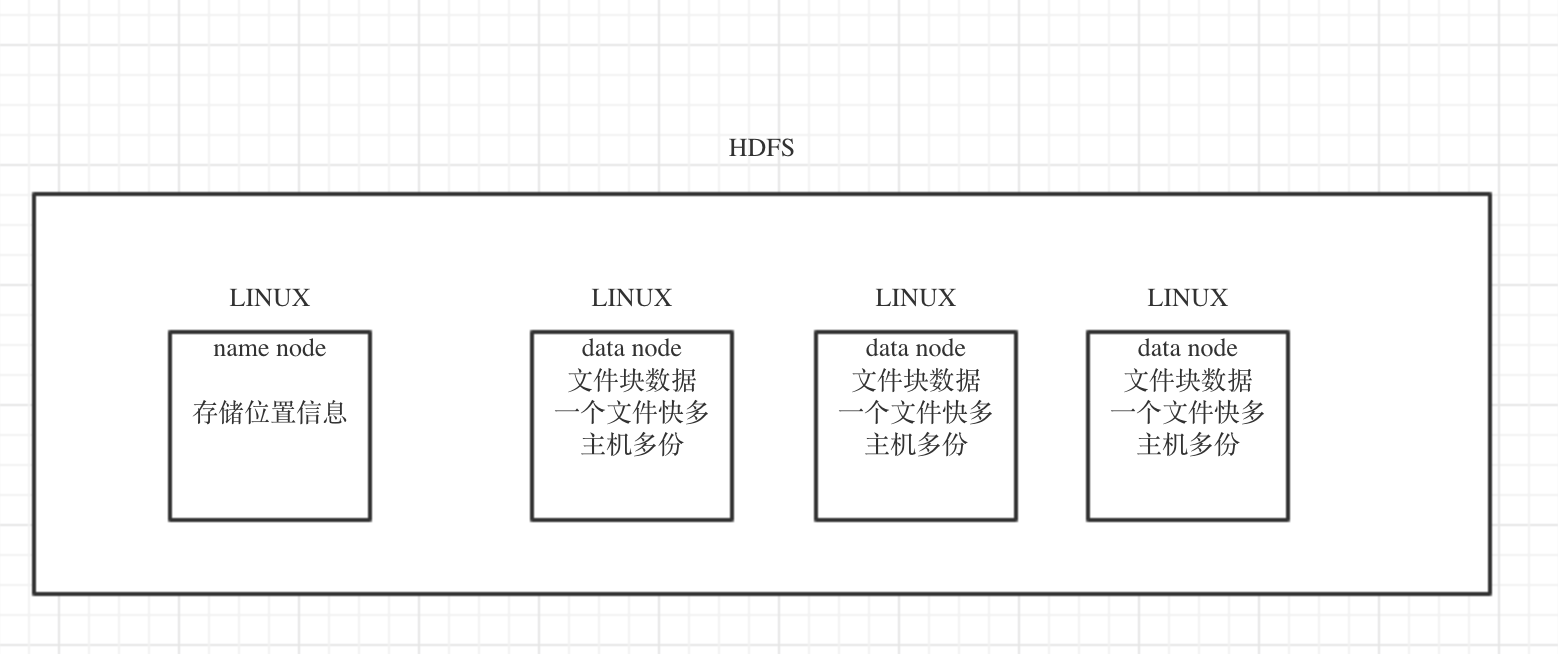 HDFS
LINUX
LINUX
LINUX
LINUX
name node
存储位置信息
data node
文件块数据
一个文件快多
主机多份
data node
文件块数据
一个文件快多
主机多份
data node
文件块数据
一个文件快多
主机多份